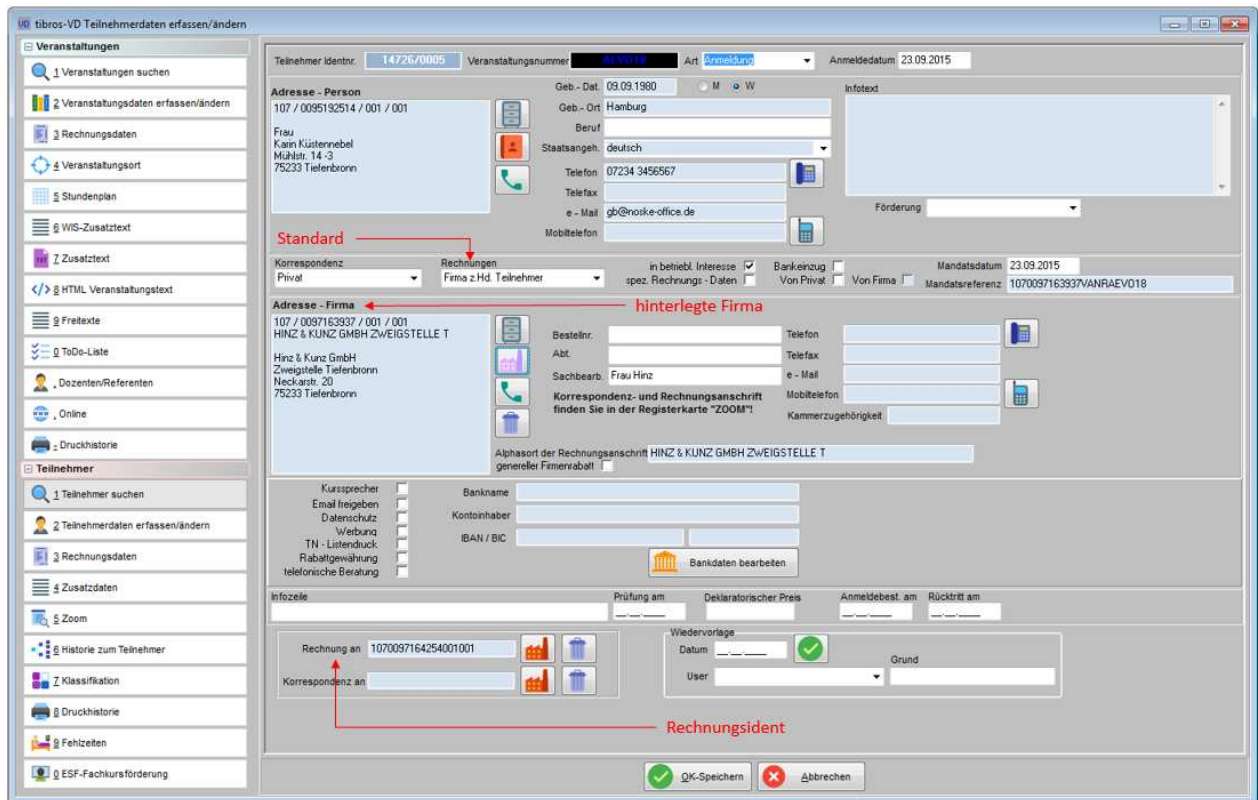 tibros-VD Teilnehmerdaten erfassen/ändern
Veranstaltungen
1 Veranstaltungen suchen
2 Veranstaltungsdaten erfassen/ändern
3 Rechnungsdaten
4 Veranstaltungsort
5 Stundenplan
6 WIS-Zusatztext
7 Zusatztext
8 HTML Veranstaltungstext
9 Freitexte
0 ToDo-Liste
. Dozenten/Referenten
, Online
- Druckhistorie
Teilnehmer
1 Teilnehmer suchen
2 Teilnehmerdaten erfassen/ändern
3 Rechnungsdaten
4 Zusatzdaten
5 Zoom
6 Historie zum Teilnehmer
7 Klassifikation
8 Druckhistorie
9 Fehlzeiten
0 ESF-Fachkursförderung
Teilnehmer Identnr. 14726/0005 Veranstaltungsnummer AEVO18 Art Anmeldung Anmeldedatum 23.09.2015
Adresse - Person
107 / 0095192514 / 001 / 001
Frau
Karin Küstennebel
Mühlstr. 14 -3
75233 Tiefenbronn
Geb.- Dat. 09.09.1980 M W
Geb.- Ort Hamburg
Beruf
Staatsangeh. deutsch
Telefon 07234 3456567
Telefax
e - Mail gb@noske-office.de
Mobiltelefon
Infotext
Förderung
Standard
Korrespondenz
Privat
Rechnungen
Firma z.Hd. Teilnehmer
in betriebl. Interesse
spez. Rechnungs - Daten
Bankeinzug
Von Privat Von Firma
Mandatsdatum 23.09.2015
Mandatsreferenz 1070097163937VANRAEVO18
Adresse - Firma
hinterlegte Firma
107 / 0097163937 / 001 / 001
HINZ & KUNZ GMBH ZWEIGSTELLE T
Hinz & Kunz GmbH
Zweigstelle Tiefenbronn
Neckarstr. 20
75233 Tiefenbronn
Bestellnr.
Abt.
Sachbearb. Frau Hinz
Korrespondenz- und Rechnungsanschrift
finden Sie in der Registerkarte "ZOOM"!
Telefon
Telefax
e - Mail
Mobiltelefon
Kammerzugehörigkeit
Alphasort der Rechnungsanschrift HINZ & KUNZ GMBH ZWEIGSTELLE T
genereller Firmenrabatt
Kurssprecher
Email freigeben
Datenschutz
Werbung
TN - Listendruck
Rabattgewährung
telefonische Beratung
Bankname
Kontoinhaber
IBAN / BIC
Bankdaten bearbeiten
Infozeile
Prüfung am
Deklaratorischer Preis
Anmeldebest. am
Rücktritt am
Rechnung an 1070097164254001001
Korrespondenz an
Wiedervorlage
Datum
User
Grund
Rechnungsident
OK-Speichern
Abbrechen